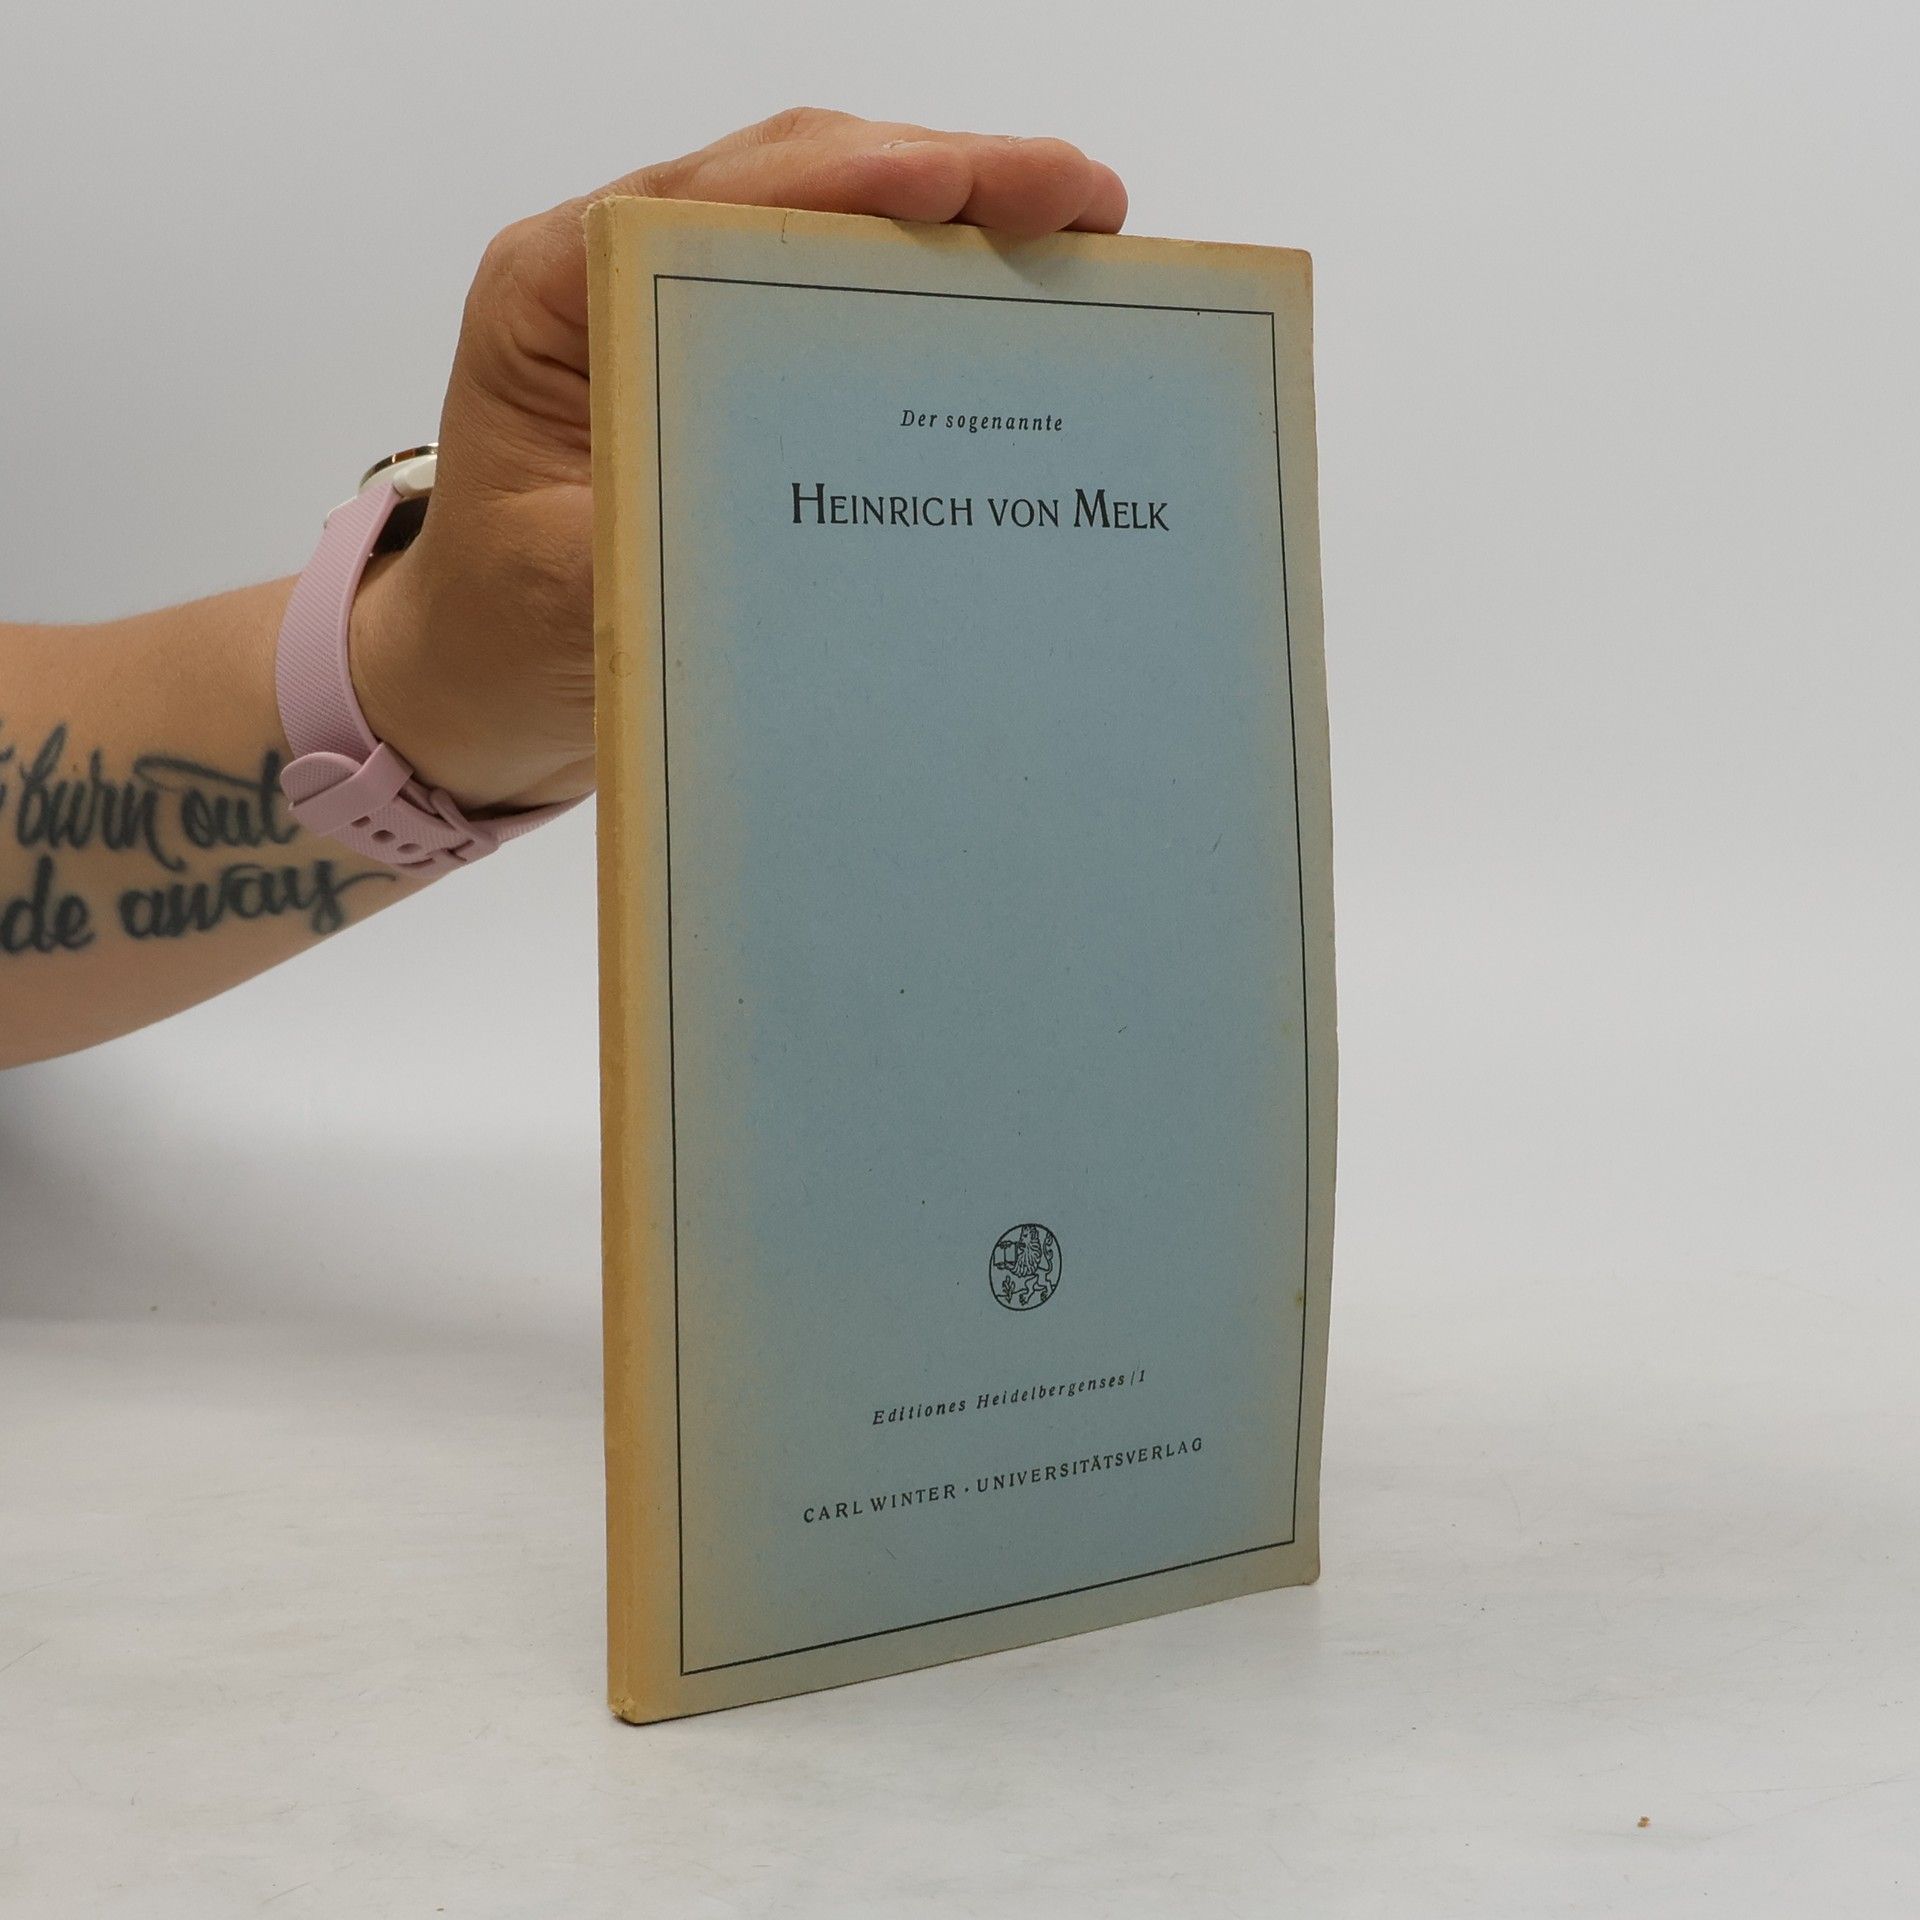 Der sogenannte
HEINRICH VON MELK
burn out
de away
Editiones Heidelbergenses/1
CARL WINTER · UNIVERSITÄTSVERLAG